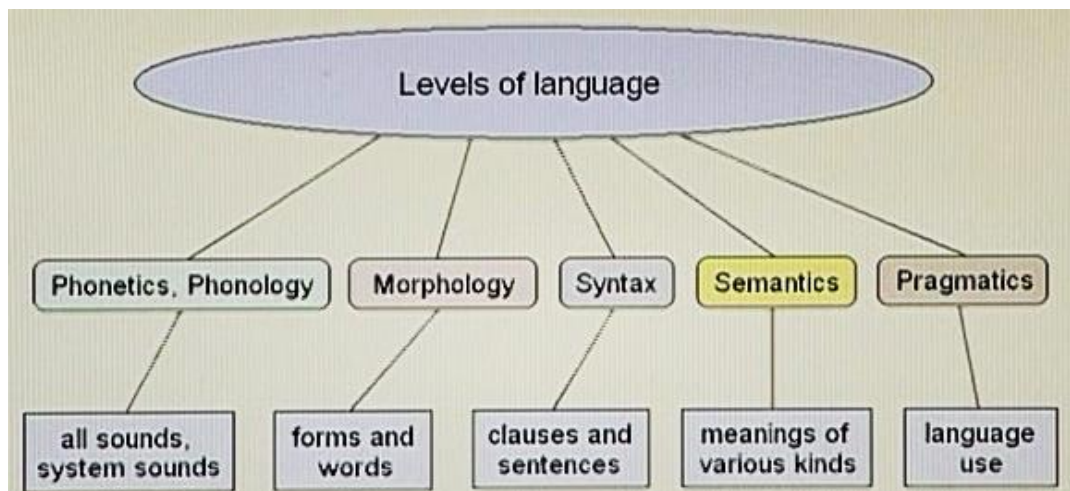 Levels of language
Phonetics, Phonology
Morphology
Syntax
Semantics
Pragmatics
all sounds,
system sounds
forms and
words
clauses and
sentences
meanings of
various kinds
language
use